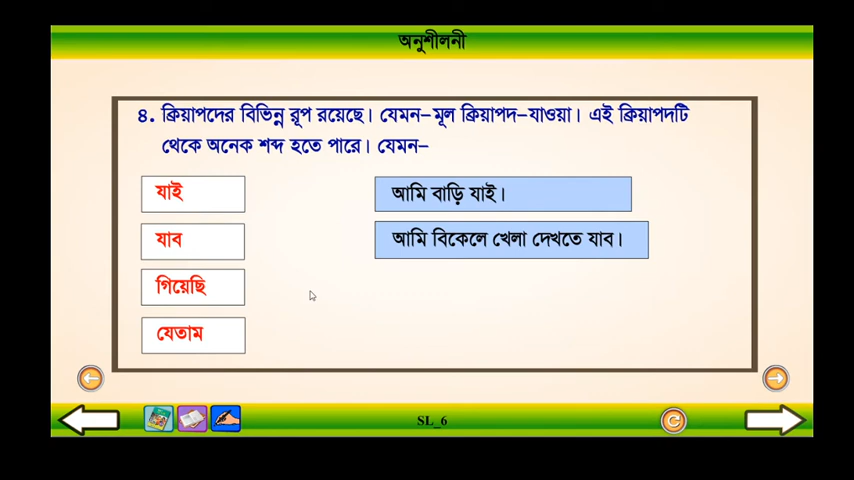 অনুশীলনী
৪. ক্রিয়াপদের বিভিন্ন রূপ রয়েছে। যেমন-মূল ক্রিয়াপদ-যাওয়া। এই ক্রিয়াপদটি
থেকে অনেক শব্দ হতে পারে। যেমন-
যাই
আমি বাড়ি যাই।
যাব
আমি বিকেলে খেলা দেখতে যাব।
গিয়েছি
যেতাম
SL_6